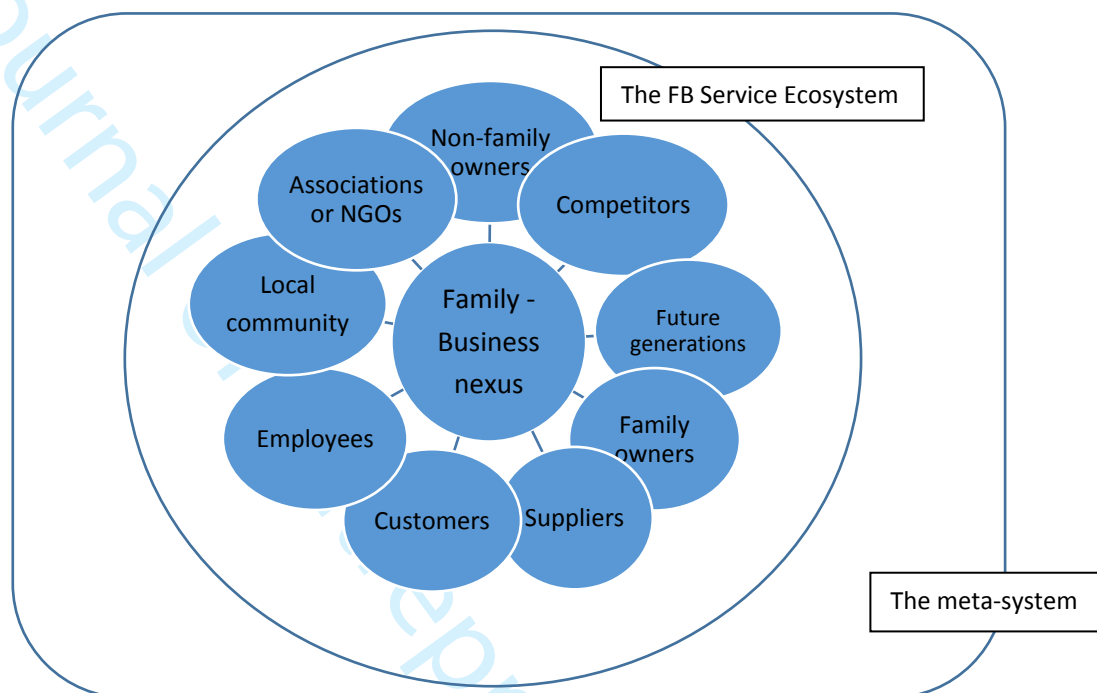 The FB Service Ecosystem
Non-family
owners
Associations
or NGOs
Competitors
Local
community
Family -
Business
nexus
Future
generations
Employees
Family
owners
Customers
Suppliers
The meta-system
ournal